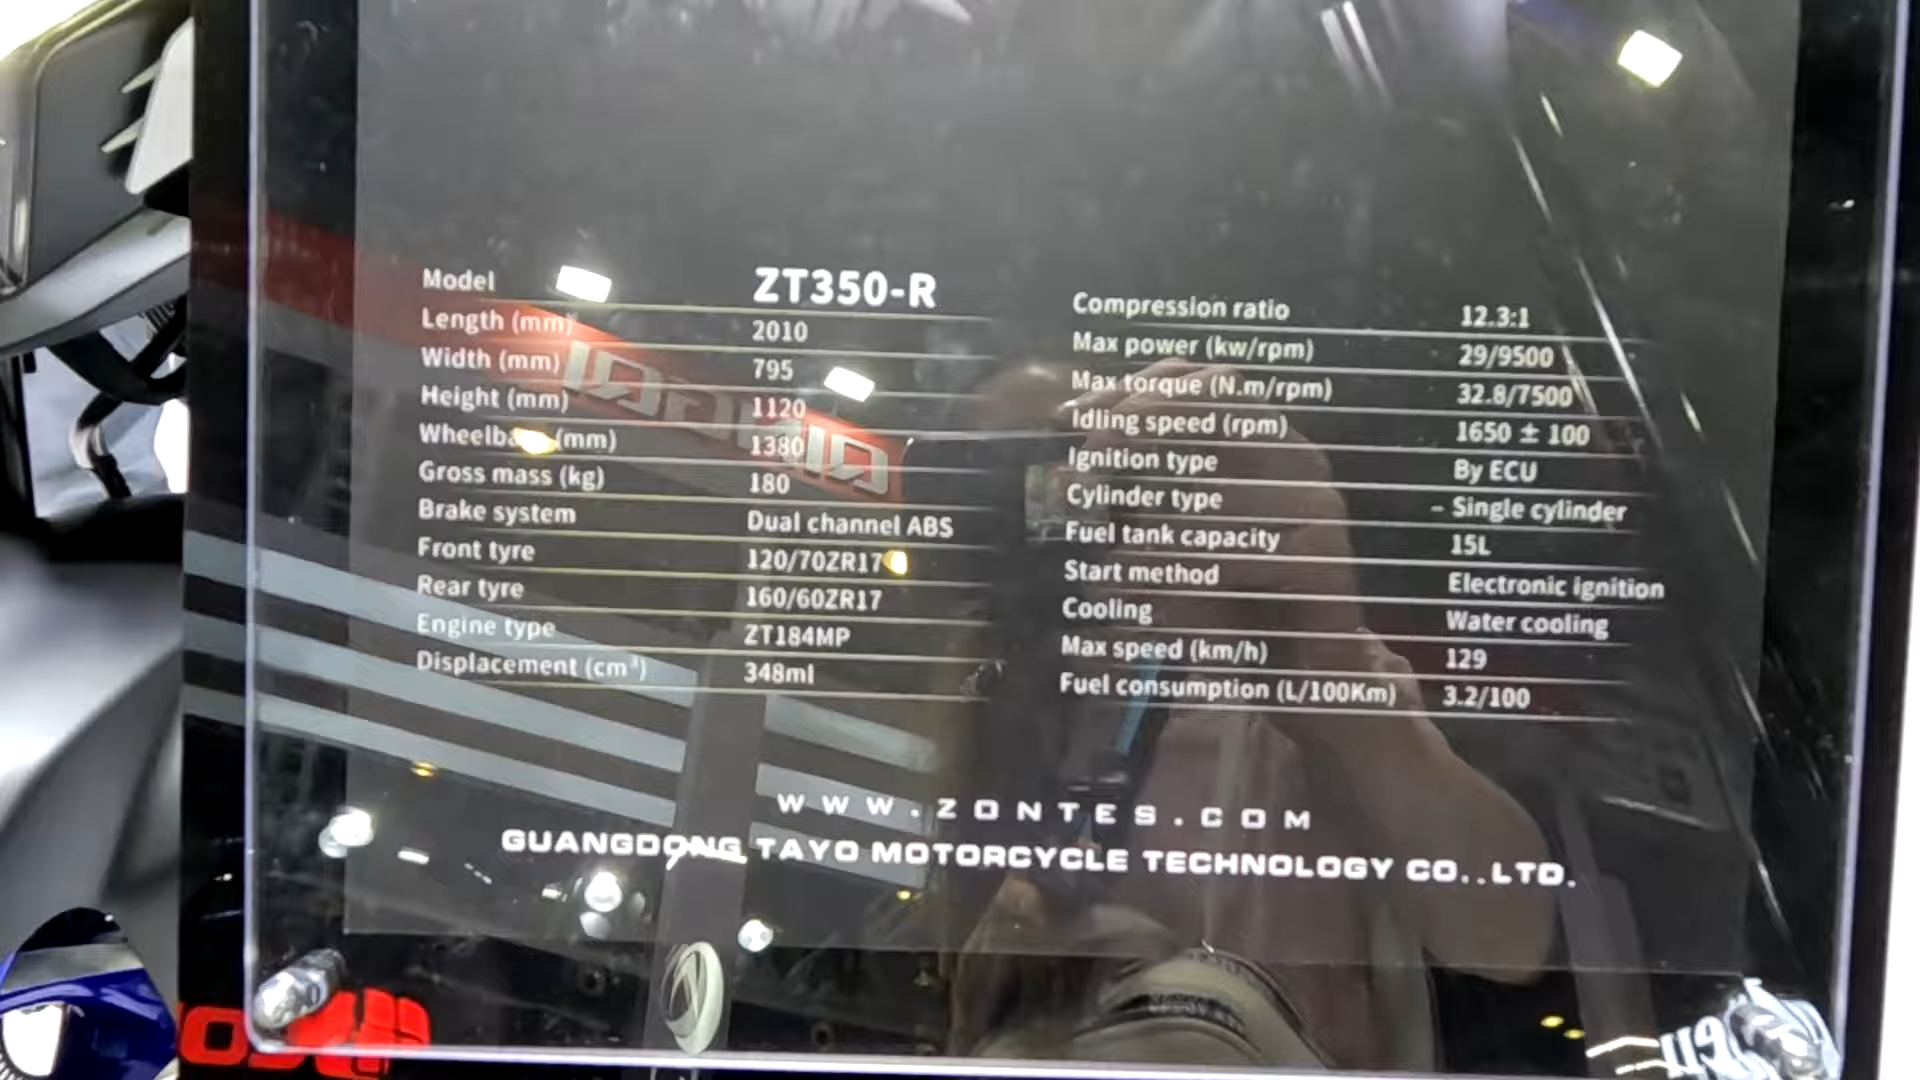 Model ZT350-R
Length (mm) 2010
Width (mm) 795
Height (mm) 1120
(mm) 1380
Gross mass (kg) 180
Brake system Dual channel ABS
Front tyre 120/70ZR17
Rear tyre 160/60ZR17
Engine type ZT184MP
Displacement (cm³) 348ml
Compression ratio 12.3:1
Max power (kw/rpm) 29/9500
Max torque (N.m/rpm) 32.8/7500
Idling speed (rpm) 1650 ± 100
Ignition type By ECU
Cylinder type - Single cylinder
Fuel tank capacity 15L
Start method Electronic ignition
Cooling Water cooling
Max speed (km/h) 129
Fuel consumption (L/100Km) 3.2/100
WWW.ZONTES.COM
GUANGDONG TAYO MOTORCYCLE TECHNOLOGY CO..LTD.